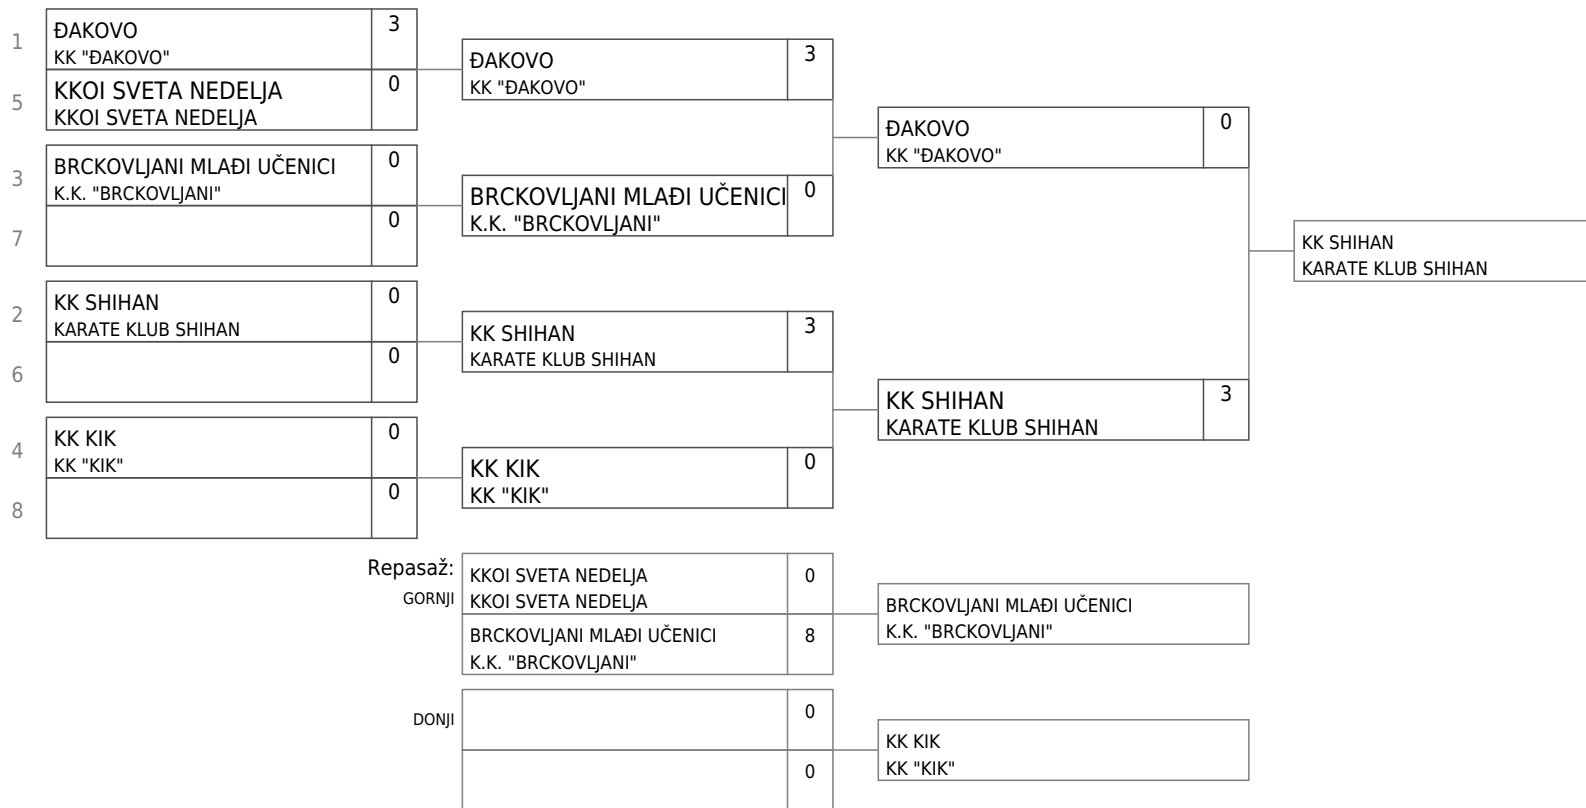 1
ĐAKOVO
3
KK "ĐAKOVO"
5
KKOI SVETA NEDELJA
0
KKOI SVETA NEDELJA
3
BRCKOVLJANI MLAĐI UČENICI
0
K.K. "BRCKOVLJANI"
7
0
2
KK SHIHAN
0
KARATE KLUB SHIHAN
6
0
4
KK KIK
0
KK "KIK"
8
0
ĐAKOVO
3
KK "ĐAKOVO"
BRCKOVLJANI MLAĐI UČENICI
0
K.K. "BRCKOVLJANI"
KK SHIHAN
3
KARATE KLUB SHIHAN
KK KIK
0
KK "KIK"
ĐAKOVO
0
KK "ĐAKOVO"
KK SHIHAN
3
KARATE KLUB SHIHAN
KK SHIHAN
KARATE KLUB SHIHAN
Repasaž:
GORNJI
KKOI SVETA NEDELJA
0
KKOI SVETA NEDELJA
BRCKOVLJANI MLAĐI UČENICI
8
K.K. "BRCKOVLJANI"
BRCKOVLJANI MLAĐI UČENICI
K.K. "BRCKOVLJANI"
DONJI
0
0
KK KIK
KK "KIK"